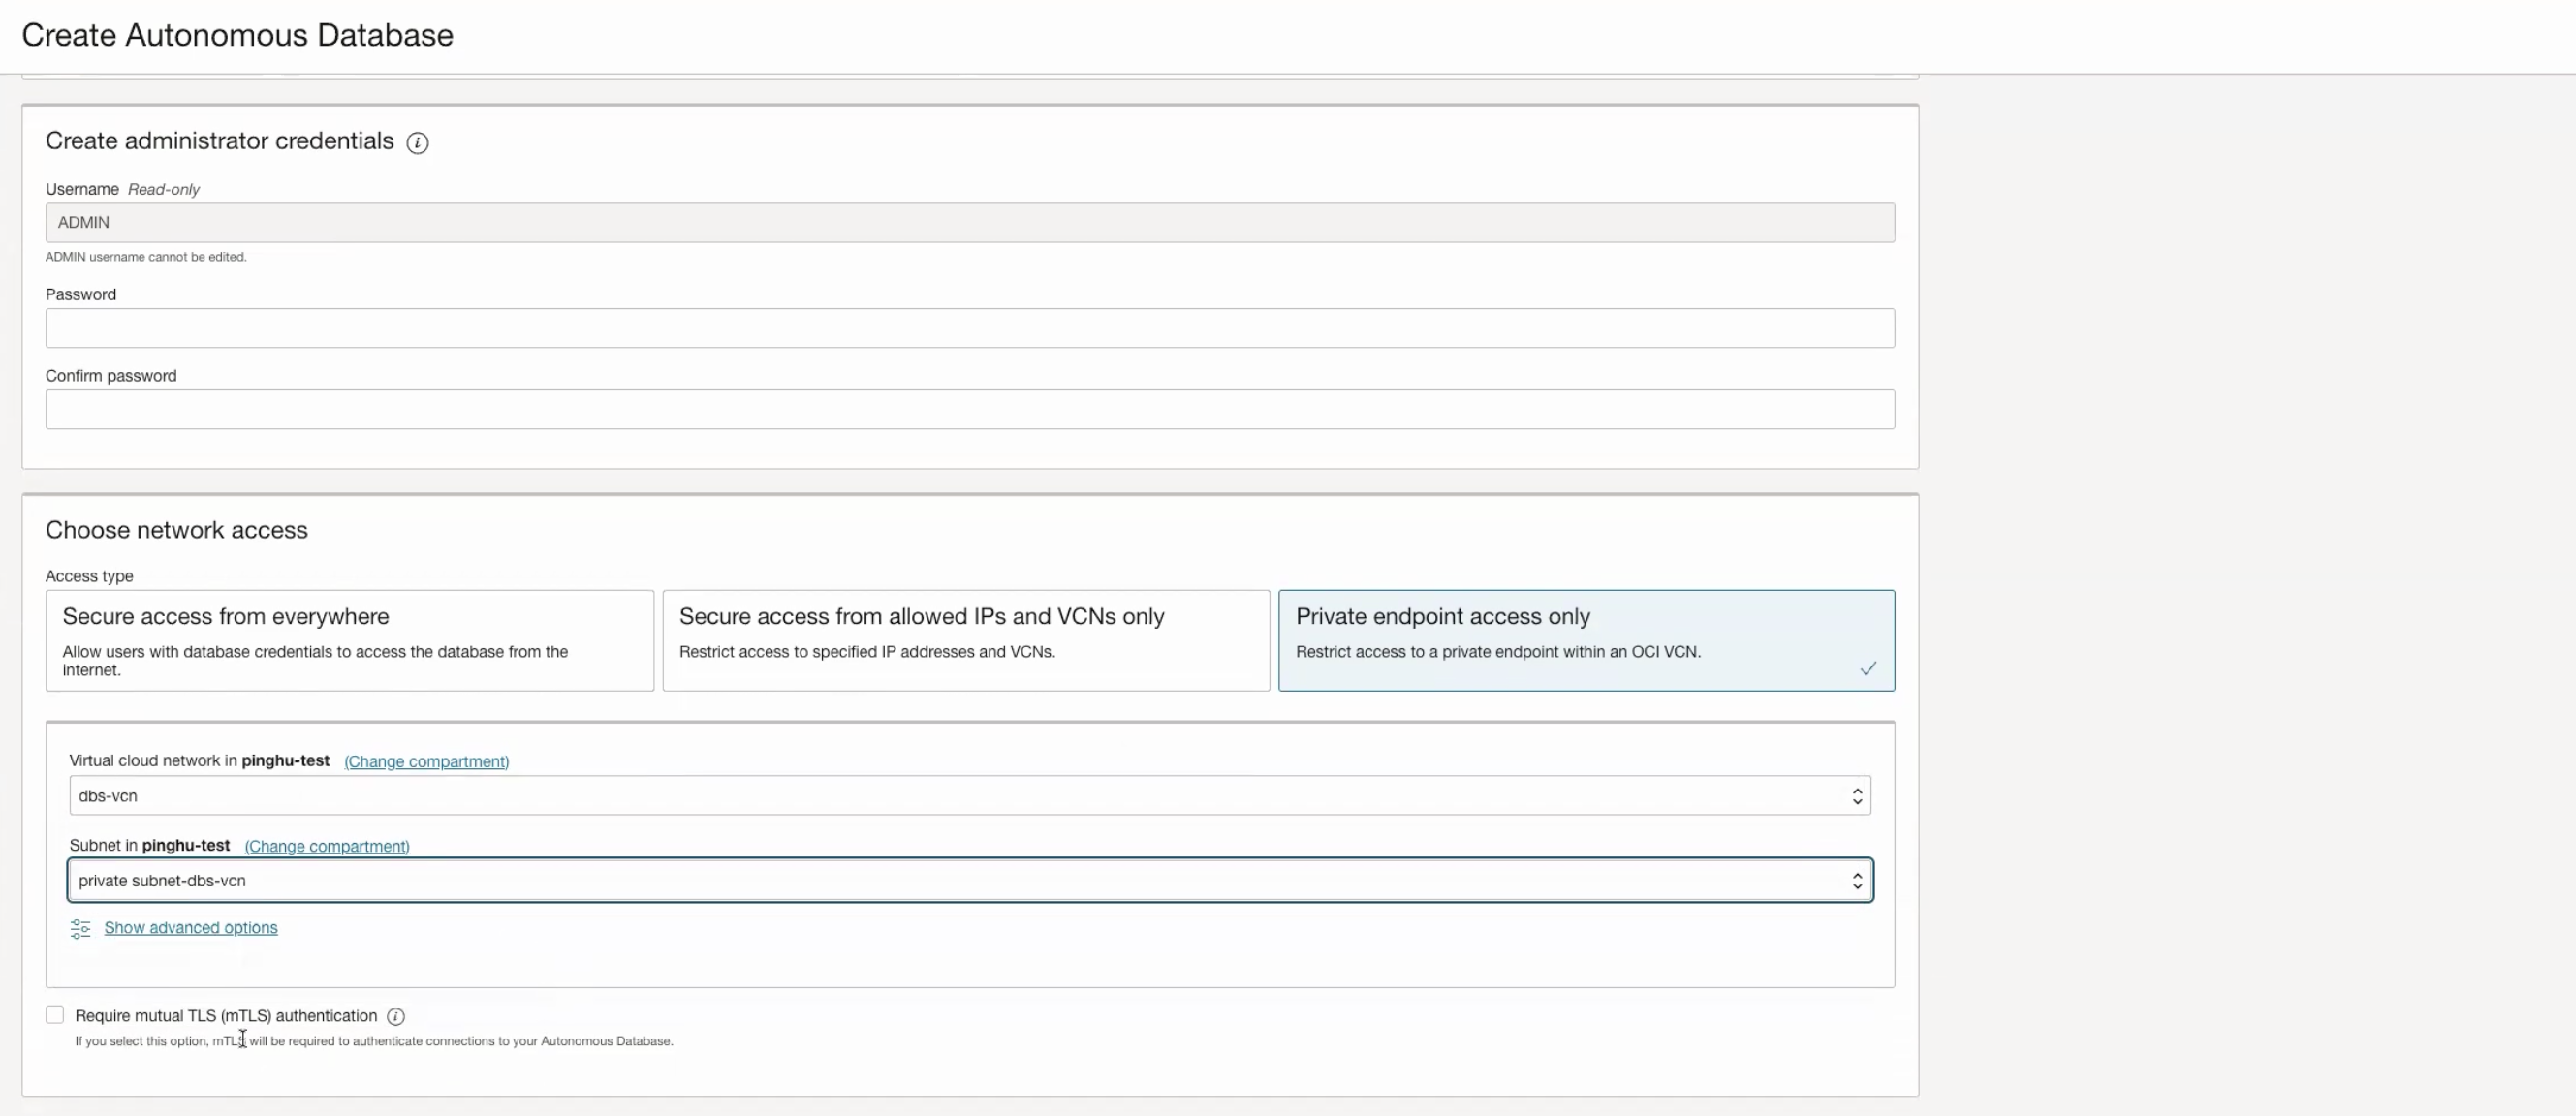 Create Autonomous Database
Create administrator credentials
Username Read-only
ADMIN
ADMIN username cannot be edited.
Password
Confirm password
Choose network access
Access type
Secure access from everywhere
Allow users with database credentials to access the database from the
internet.
Secure access from allowed IPs and VCNs only
Restrict access to specified IP addresses and VCNs.
Private endpoint access only
Restrict access to a private endpoint within an OCI VCN.
Virtual cloud network in pinghu-test (Change compartment)
dbs-vcn
Subnet in pinghu-test (Change compartment)
private subnet-dbs-vcn
Show advanced options
Require mutual TLS (mTLS) authentication
If you select this option, mTLS will be required to authenticate connections to your Autonomous Database.